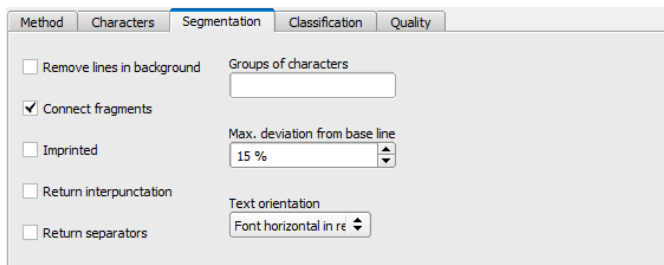 Method Characters Segmentation Classification Quality
Remove lines in background
Groups of characters
Connect fragments
Max. deviation from base line
Imprinted
15 %
Return interpunctation
Text orientation
Font horizontal in re
Return separators